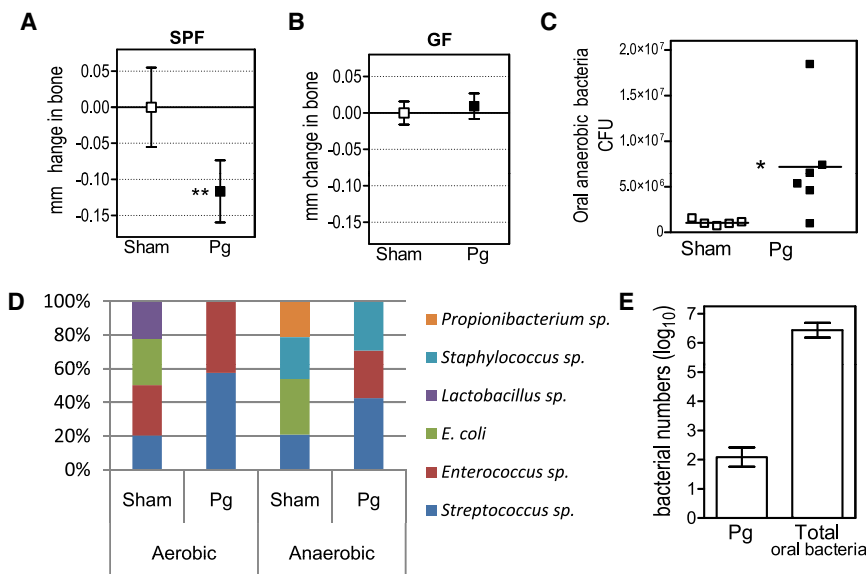 A
SPF
mm hange in bone
0.05
0.00
-0.05
-0.10
-0.15
**
Sham Pg
B
GF
mm change in bone
0.05
0.00
-0.05
-0.10
-0.15
Sham Pg
C
Oral anaerobic bacteria
CFU
2.0×10⁷
1.5×10⁷
1.0×10⁷
5.0×10⁶
0
*
Sham Pg
D
100%
80%
60%
40%
20%
0%
Sham Pg Sham Pg
Aerobic Anaerobic
Propionibacterium sp.
Staphylococcus sp.
Lactobacillus sp.
E. coli
Enterococcus sp.
Streptococcus sp.
E
bacterial numbers (log₁₀)
7
6
5
4
3
2
1
0
Pg Total
oral bacteria